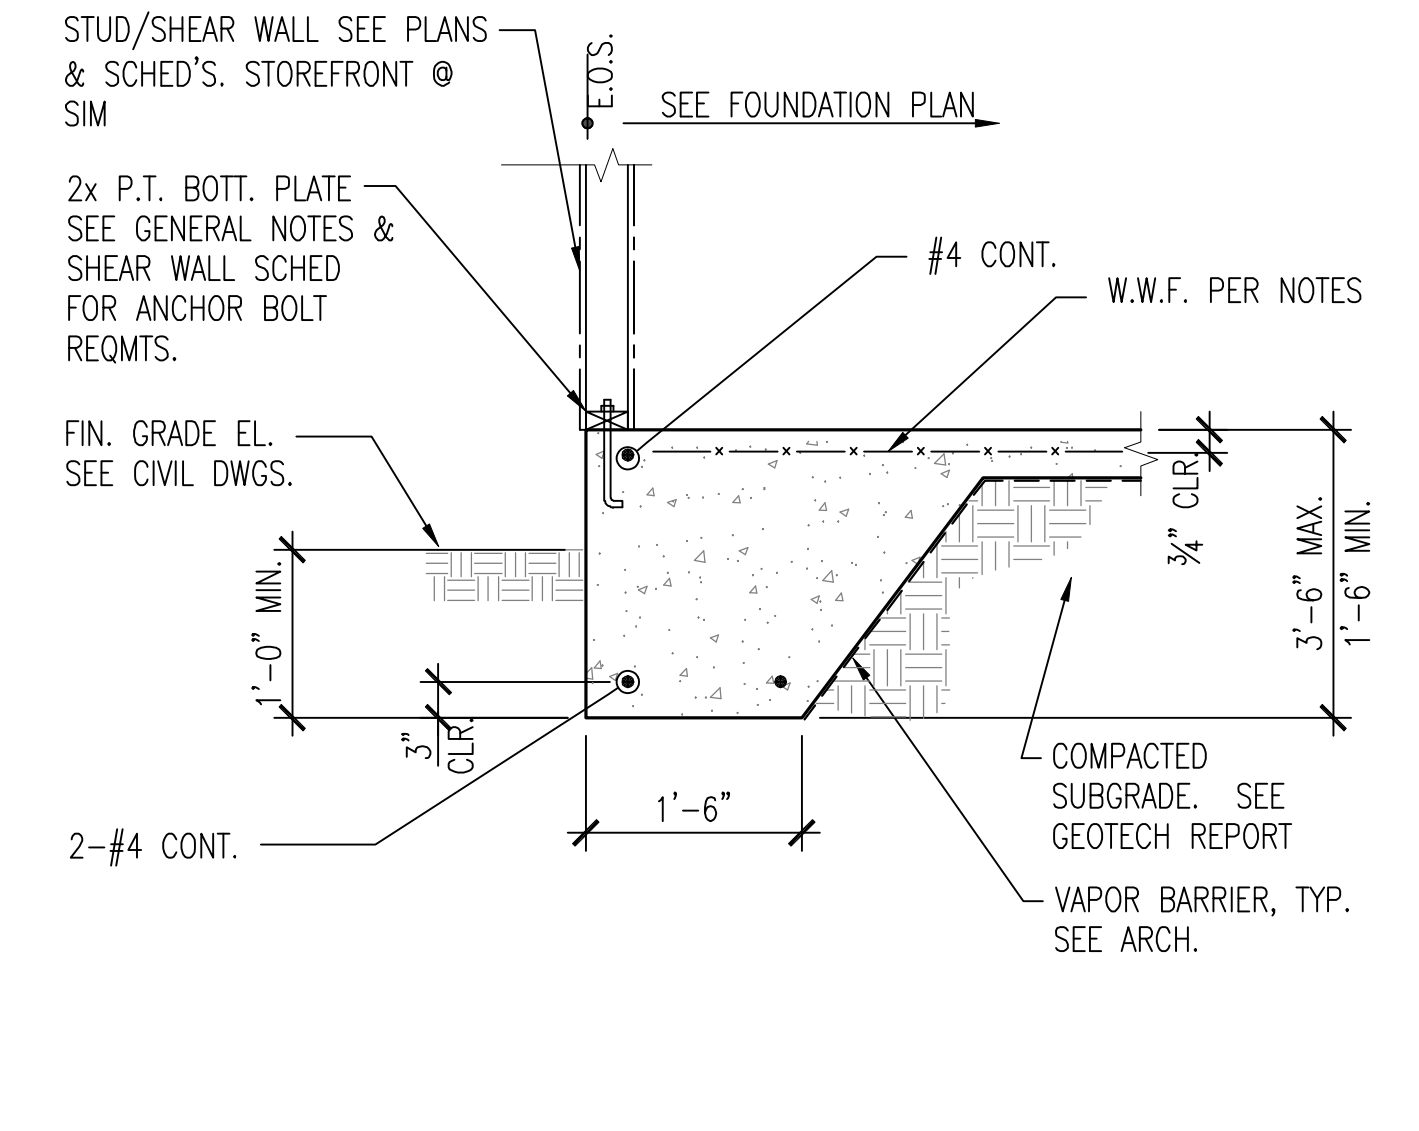 STUD/SHEAR WALL SEE PLANS
& SCHED'S. STOREFRONT @
SIM
E.O.S.
SEE FOUNDATION PLAN
2x P.T. BOTT. PLATE
SEE GENERAL NOTES &
SHEAR WALL SCHED
FOR ANCHOR BOLT
REQMTS.
#4 CONT.
W.W.F. PER NOTES
FIN. GRADE EL.
SEE CIVIL DWGS.
3/4" CLR.
3'-6" MAX.
1'-6" MIN.
1'-0" MIN.
3"
CLR.
1'-6"
2-#4 CONT.
COMPACTED
SUBGRADE. SEE
GEOTECH REPORT
VAPOR BARRIER, TYP.
SEE ARCH.